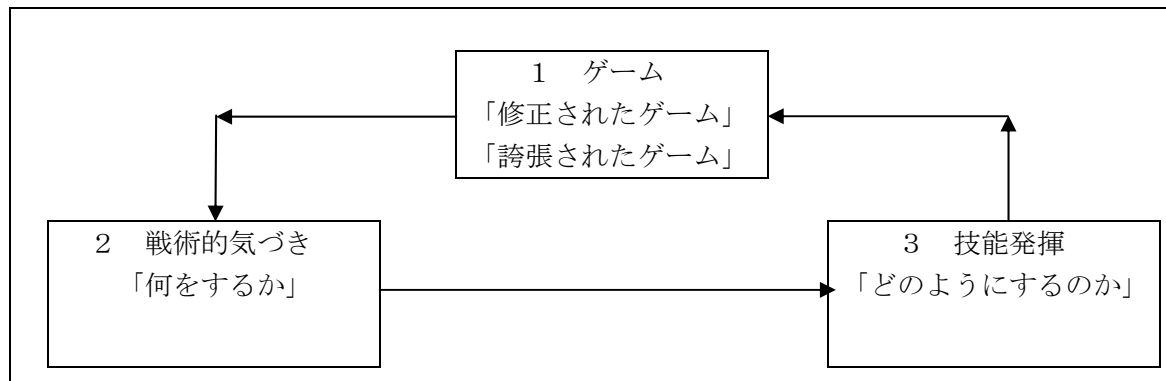 １　ゲーム
「修正されたゲーム」
「誇張されたゲーム」
２　戦術的気づき
「何をするか」
３　技能発揮
「どのようにするのか」